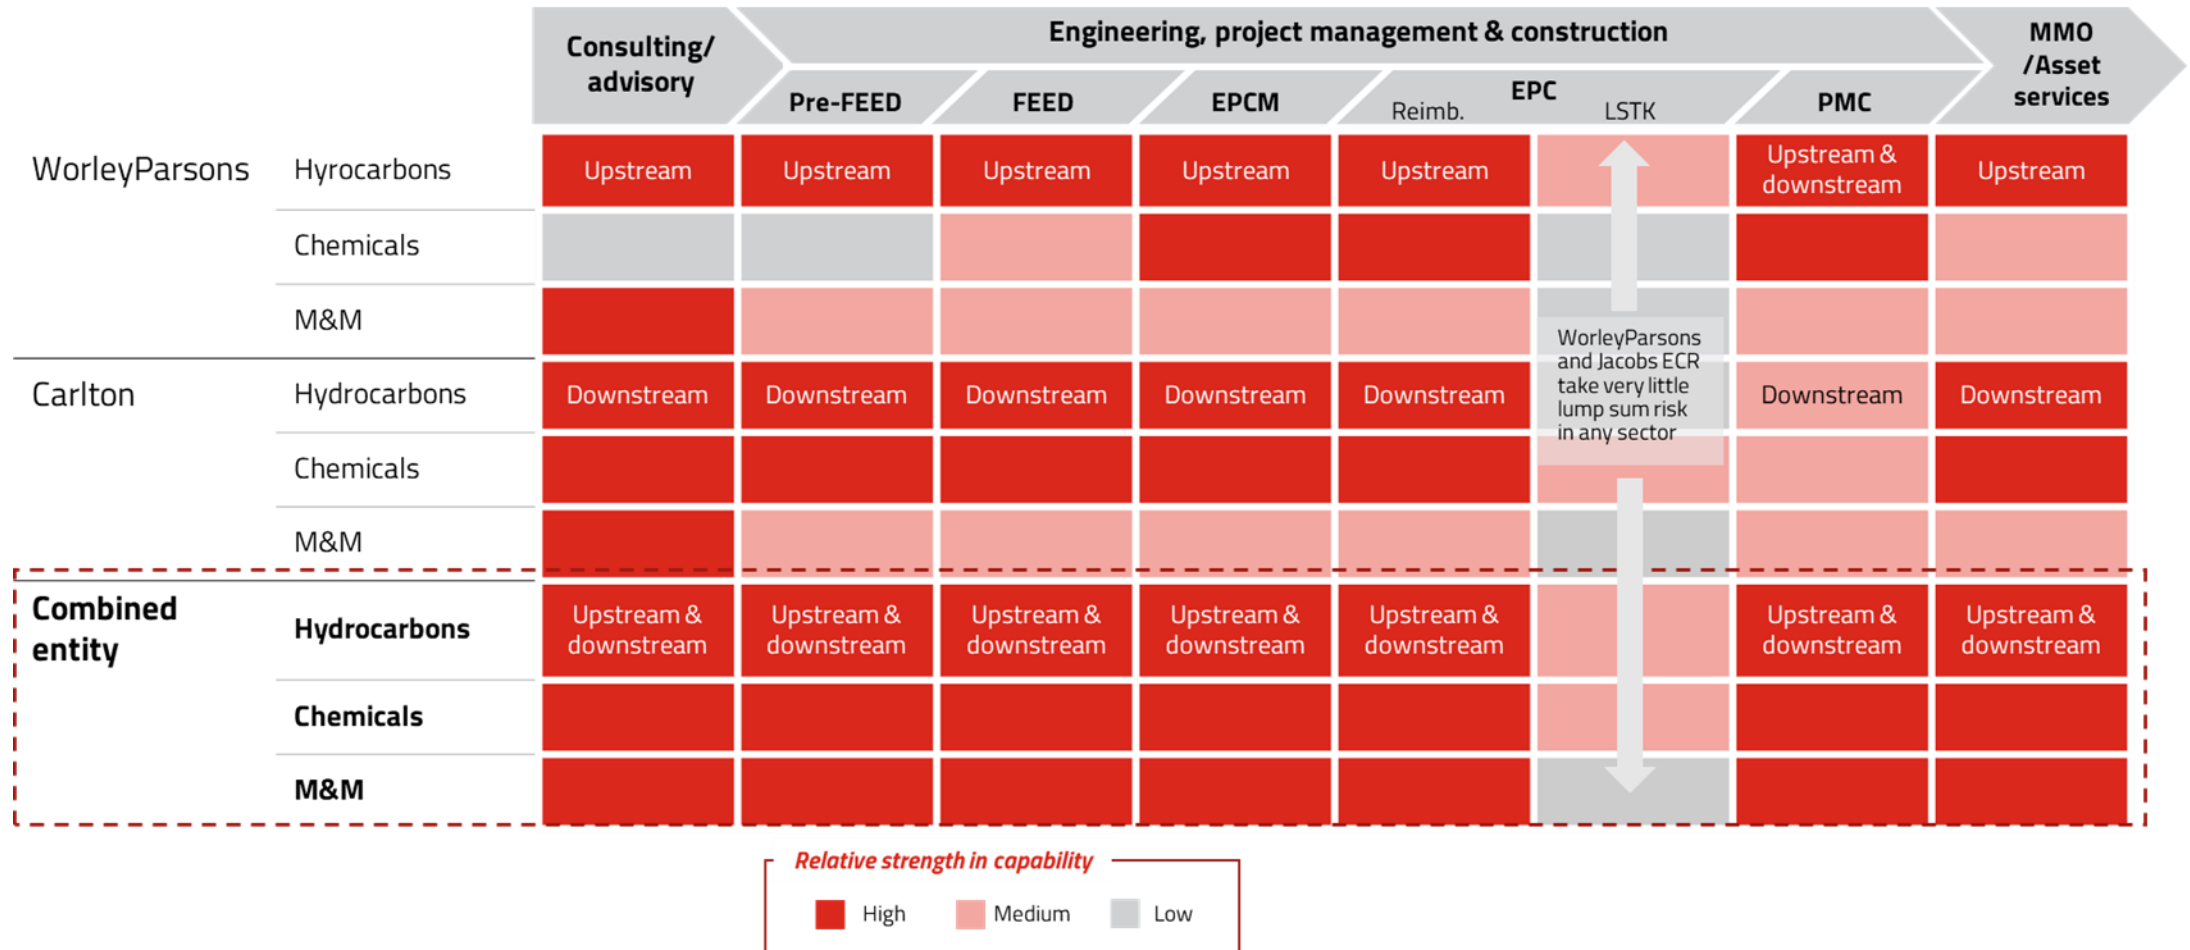 Consulting/
advisory
Engineering, project management & construction
MMO
/Asset
services
Pre-FEED
FEED
EPCM
EPC
Reimb.
LSTK
PMC
WorleyParsons
Hyrocarbons
Upstream
Upstream
Upstream
Upstream
Upstream
Upstream &
downstream
Upstream
Chemicals
M&M
WorleyParsons
and Jacobs ECR
take very little
lump sum risk
in any sector
Carlton
Hydrocarbons
Downstream
Downstream
Downstream
Downstream
Downstream
Downstream
Downstream
Chemicals
M&M
Combined
entity
Hydrocarbons
Upstream &
downstream
Upstream &
downstream
Upstream &
downstream
Upstream &
downstream
Upstream &
downstream
Upstream &
downstream
Upstream &
downstream
Chemicals
M&M
Relative strength in capability
High
Medium
Low